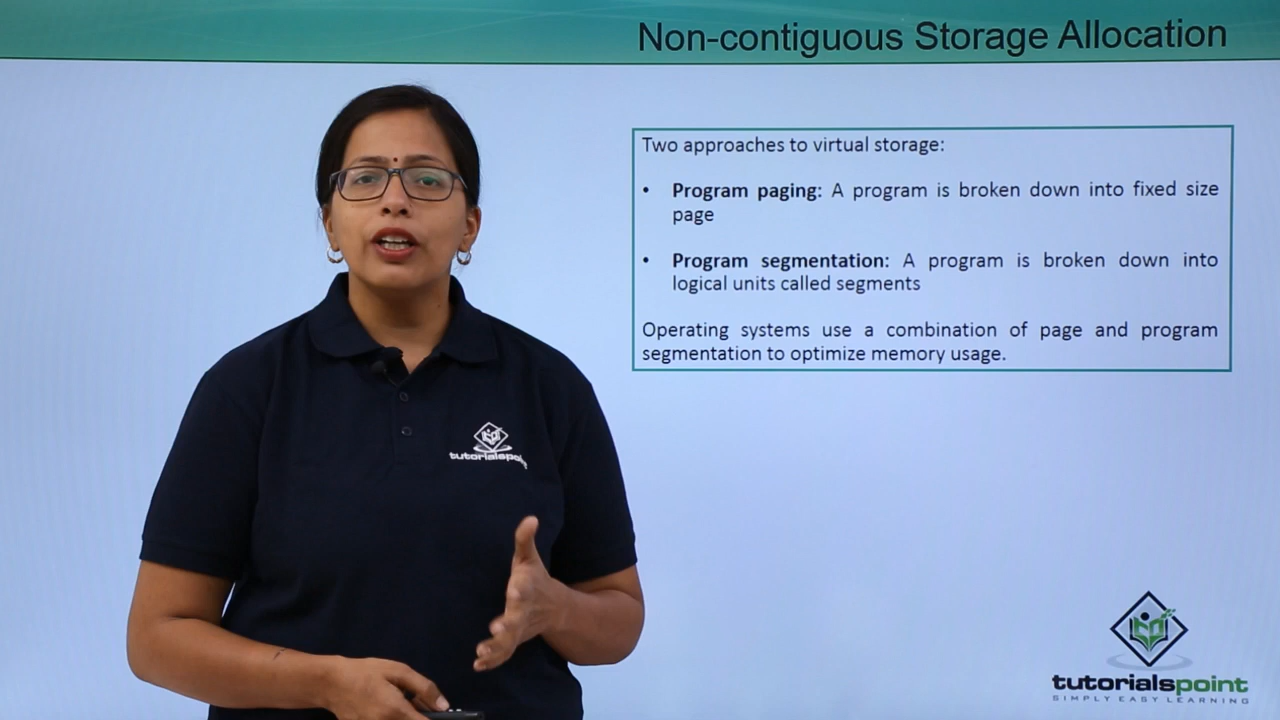 Non-contiguous Storage Allocation
Two approaches to virtual storage:
• Program paging: A program is broken down into fixed size
page
• Program segmentation: A program is broken down into
logical units called segments
Operating systems use a combination of page and program
segmentation to optimize memory usage.
tutorialspoint
tutorialspoint
SIMPLY EASY LEARNING